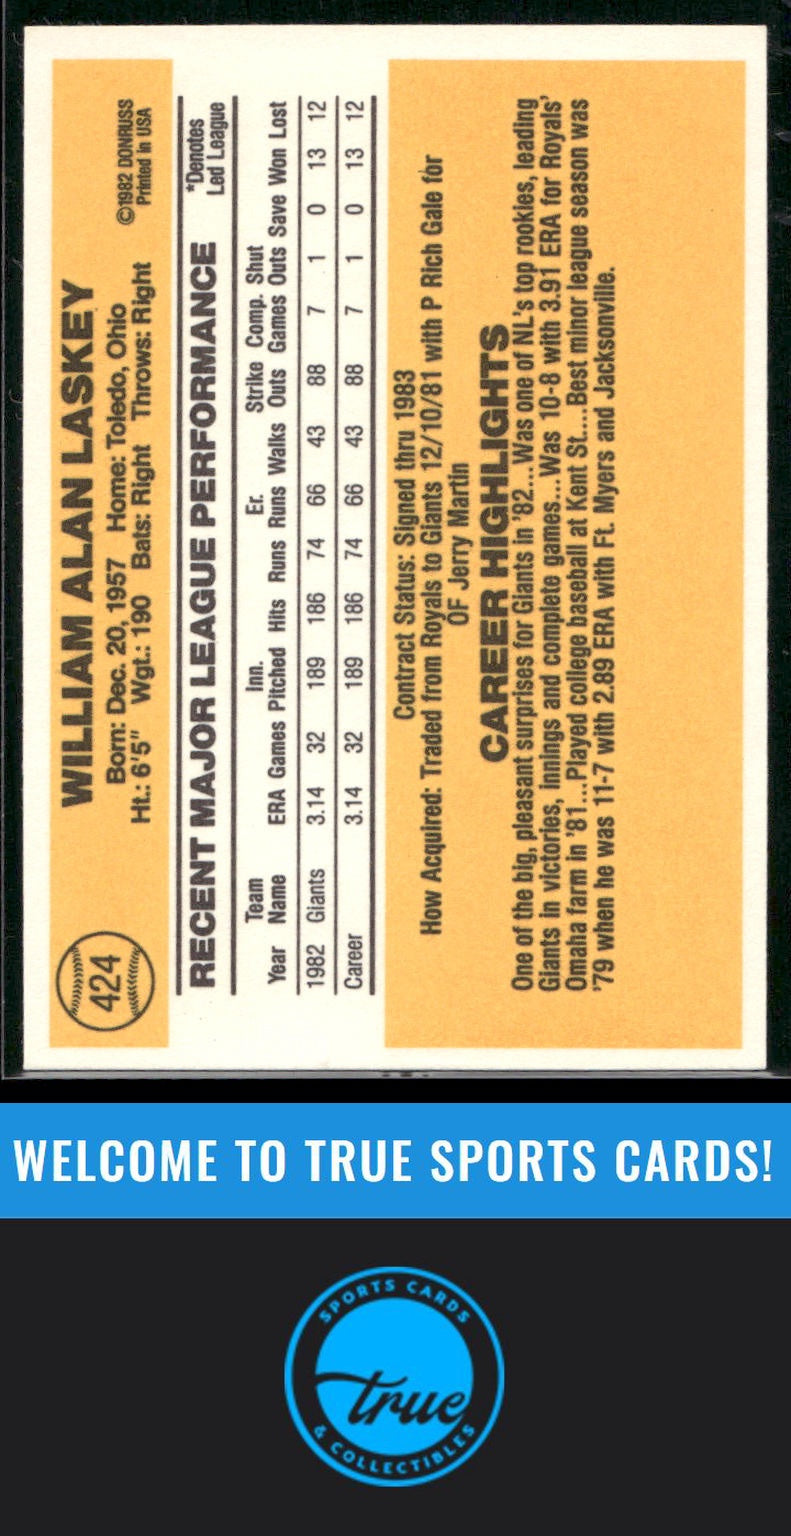 424
WILLIAM ALAN LASKEY
Born: Dec. 20, 1957 Home: Toledo, Ohio
Ht.: 6'5" Wgt.: 190 Bats: Right Throws: Right
©1982 DONRUSS
Printed in USA
RECENT MAJOR LEAGUE PERFORMANCE
*Denotes
Led League
Team Inn. Er. Strike Comp. Shut
Year Name ERA Games Pitched Hits Runs Runs Walks Outs Games Outs Save Won Lost
1982 Giants 3.14 32 189 186 74 66 43 88 7 1 0 13 12
Career 3.14 32 189 186 74 66 43 88 7 1 0 13 12
Contract Status: Signed thru 1983
How Acquired: Traded from Royals to Giants 12/10/81 with P Rich Gale for
OF Jerry Martin
CAREER HIGHLIGHTS
One of the big, pleasant surprises for Giants in '82...Was one of NL's top rookies, leading
Giants in victories, innings and complete games...Was 10-8 with 3.91 ERA for Royals'
Omaha farm in '81...Played college baseball at Kent St....Best minor league season was
'79 when he was 11-7 with 2.89 ERA with Ft. Myers and Jacksonville.
WELCOME TO TRUE SPORTS CARDS!
SPORTS CARDS
true
& COLLECTIBLES